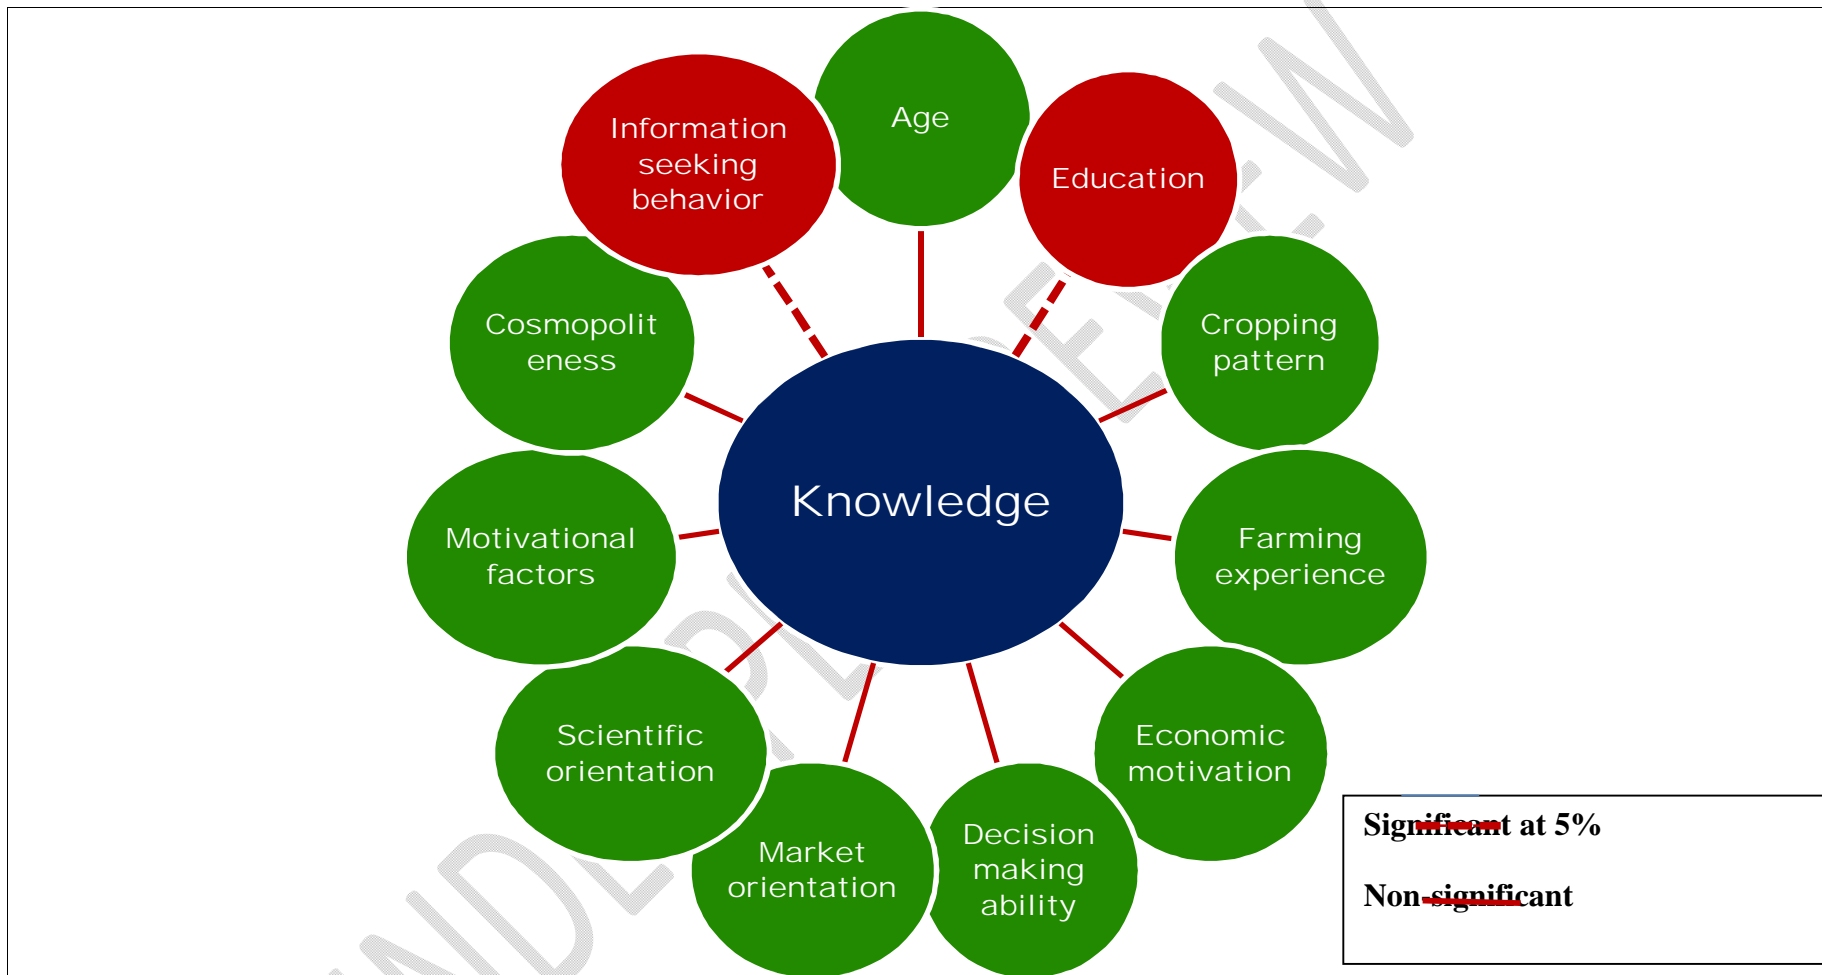 Age
Information
seeking
behavior
Education
Cosmopolit
eness
Cropping
pattern
Knowledge
Motivational
factors
Farming
experience
Scientific
orientation
Economic
motivation
Market
orientation
Decision
making
ability
Significant at 5%
Non-significant